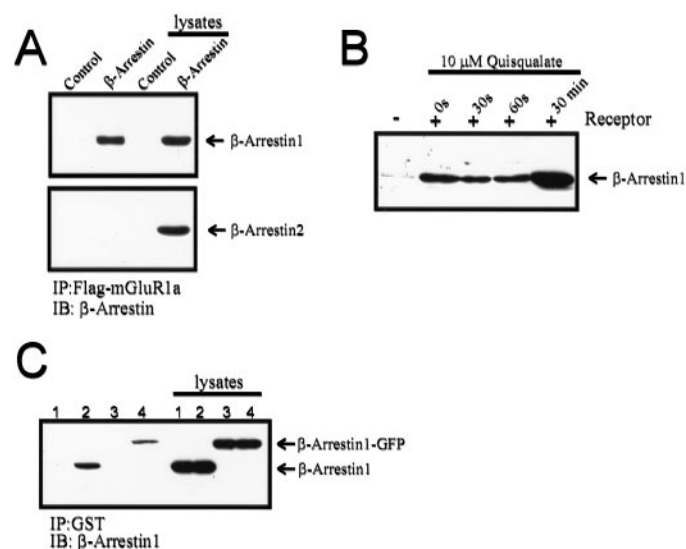 A
lysates
Control β-Arrestin Control β-Arrestin
β-Arrestin1
β-Arrestin2
IP:Flag-mGluR1a
IB: β-Arrestin
B
10 μM Quisqualate
0s 30s 60s 30 min
- + + + + Receptor
β-Arrestin1
C
lysates
1 2 3 4 1 2 3 4
β-Arrestin1-GFP
β-Arrestin1
IP:GST
IB: β-Arrestin1